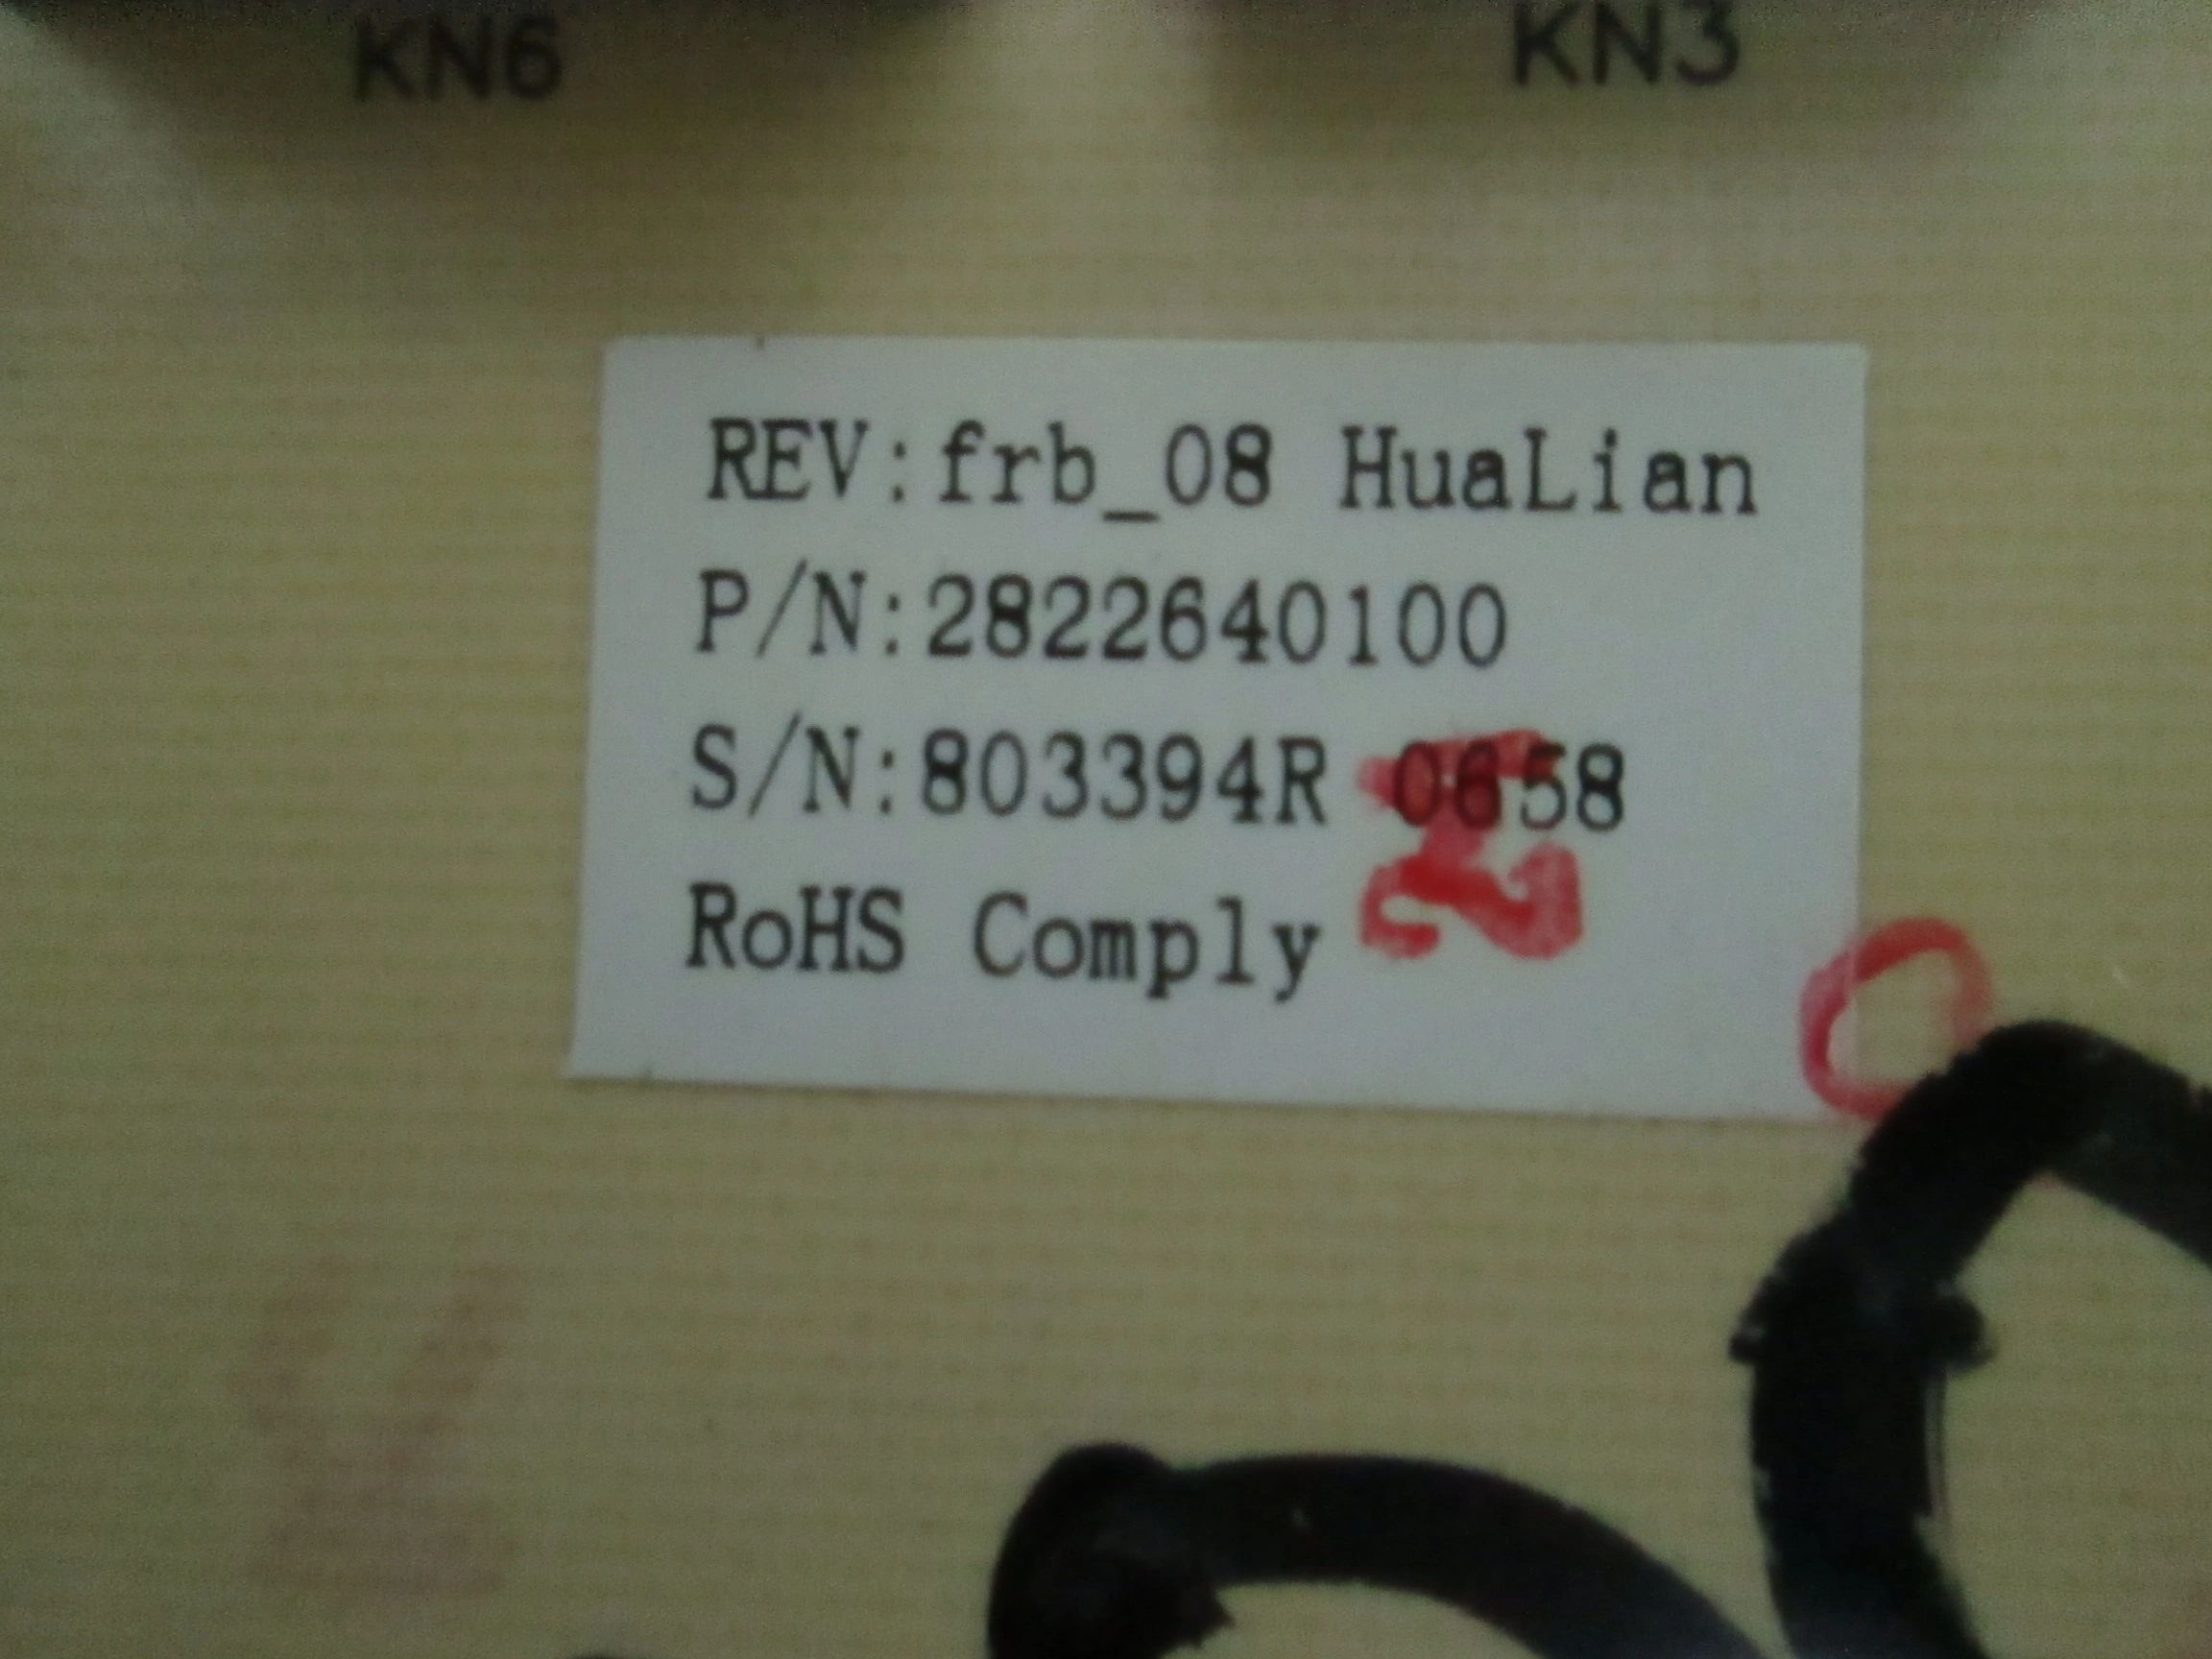 KN6 KN3
REV:frb_08 HuaLian
P/N:2822640100
S/N:803394R 0658
RoHS Comply